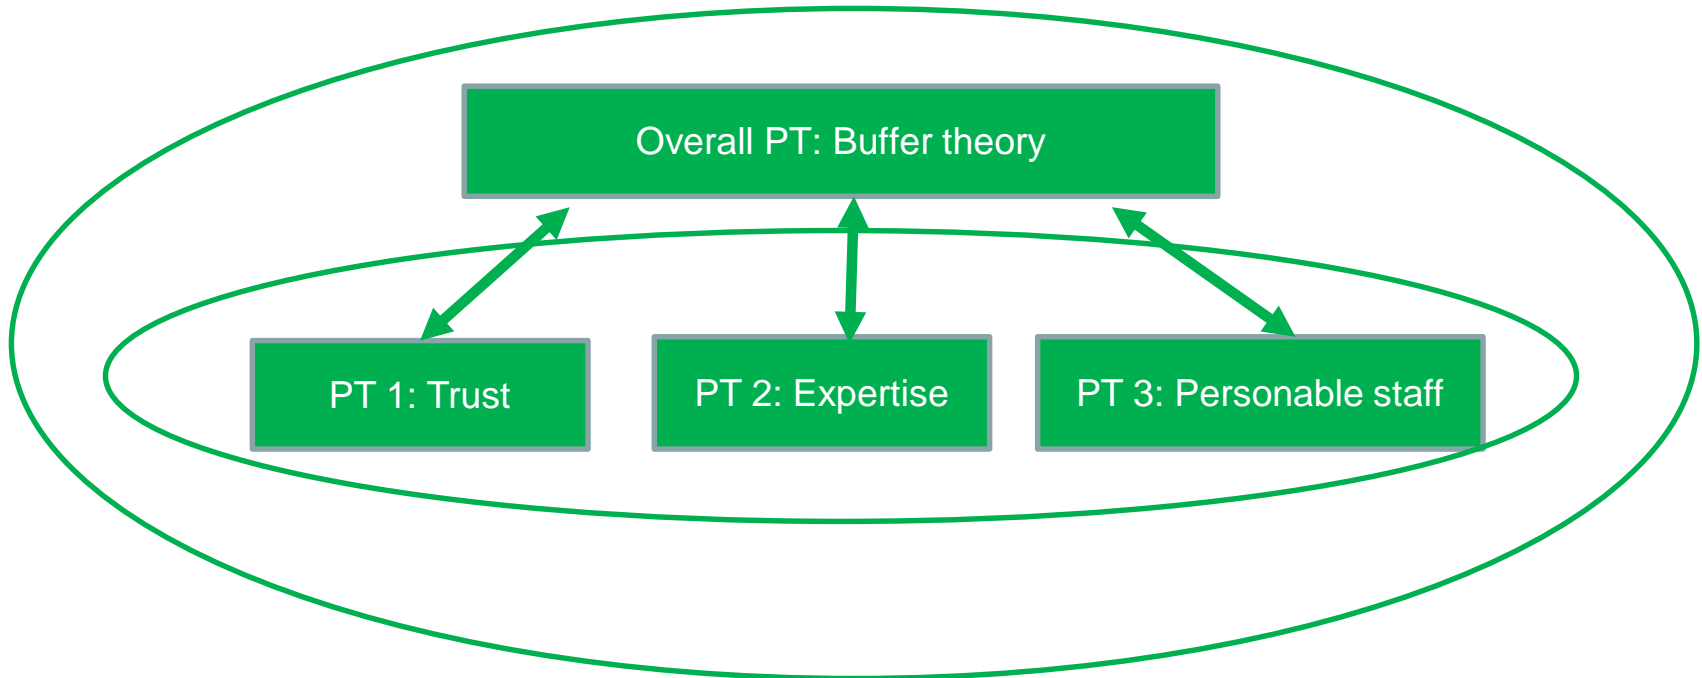 Overall PT: Buffer theory
PT 1: Trust
PT 2: Expertise
PT 3: Personable staff